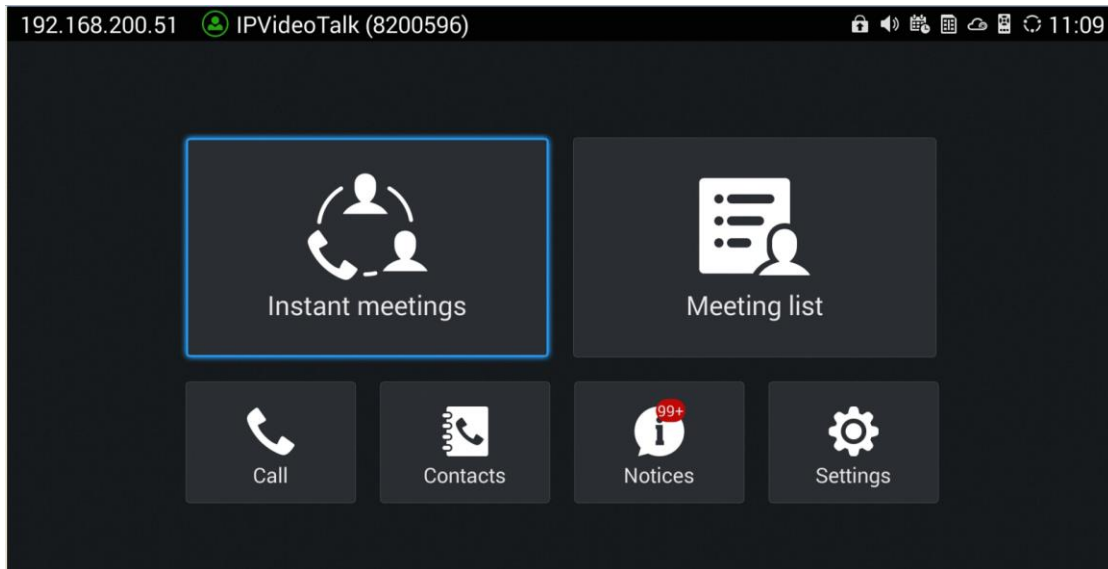 192.168.200.51 IPVideoTalk (8200596) 11:09
Instant meetings Meeting list
99+
Call Contacts Notices Settings